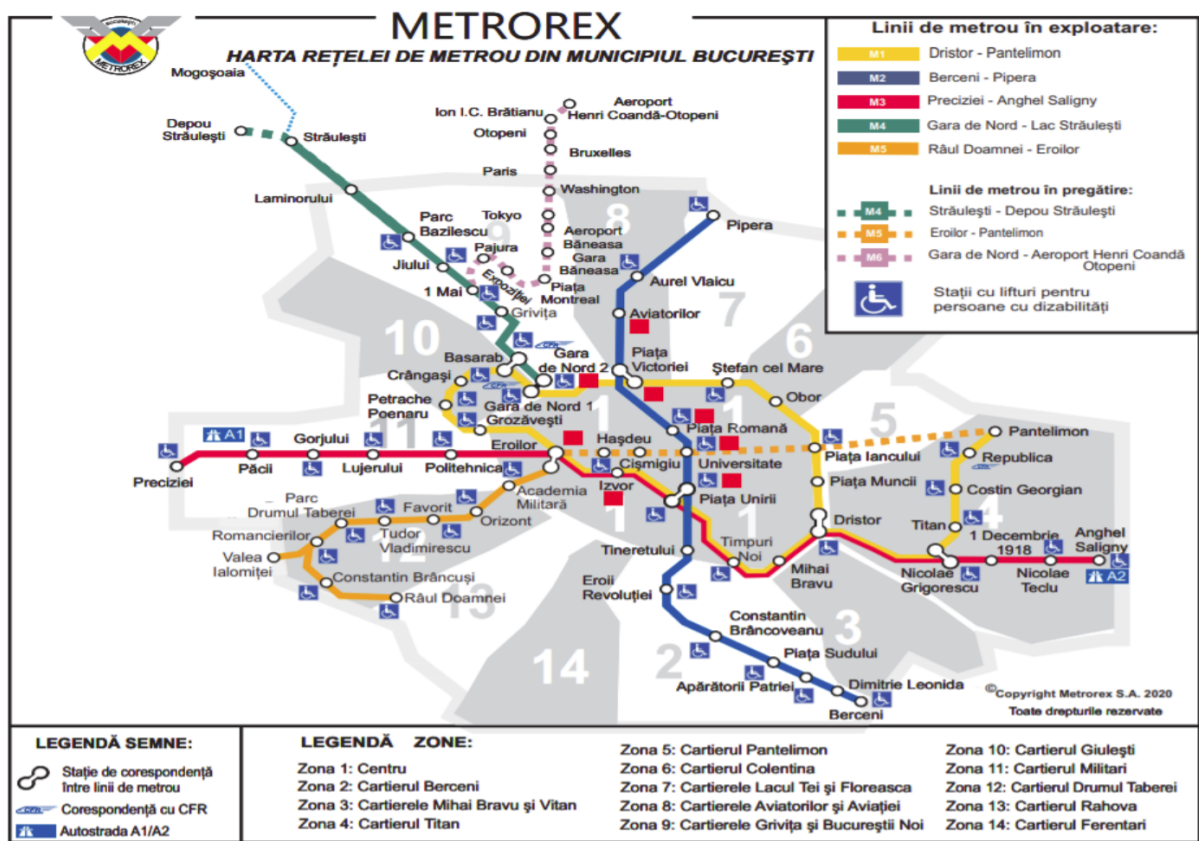 METROREX
HARTA REȚELEI DE METROU DIN MUNICIPIUL BUCUREȘTI
BUCUREȘTI
METROREX
Linii de metrou în exploatare:
M1 Dristor - Pantelimon
M2 Berceni - Pipera
M3 Preciziei - Anghel Saligny
M4 Gara de Nord - Lac Străulești
M5 Râul Doamnei - Eroilor
Linii de metrou în pregătire:
M4 Străulești - Depou Străulești
M5 Eroilor - Pantelimon
M6 Gara de Nord - Aeroport Henri Coandă
Otopeni
Stații cu lifturi pentru
persoane cu dizabilități
Mogoșoaia
Depou
Străulești
Străulești
Laminorului
Parc
Bazilescu
Jiului
1 Mai
Grivița
Basarab
Gara
de Nord 2
Ion I.C. Brătianu
Aeroport
Henri Coandă-Otopeni
Otopeni
Bruxelles
Paris
Washington
Tokyo
Aeroport
Băneasa
Pajura
Gara
Băneasa
Expoziției
Piața
Montreal
Pipera
Aurel Vlaicu
Aviatorilor
Piața
Victoriei
Ștefan cel Mare
Obor
Crângași
CFR
CFR
Petrache
Poenaru
Gara de Nord 1
Grozăvești
Piața Romană
Pantelimon
Republica
A1
Gorjului
Eroilor
Hașdeu
Piața Iancului
Preciziei
Păcii
Lujerului
Politehnica
Cișmigiu
Universitate
Izvor
Piața Muncii
Costin Georgian
Academia
Militară
Piața Unirii
Parc
Drumul Taberei
Favorit
Orizont
Dristor
Titan
1 Decembrie
1918
Anghel
Saligny
Romancierilor
Tudor
Vladimirescu
Tineretului
Timpuri
Noi
Mihai
Bravu
Nicolae
Grigorescu
Nicolae
Teclu
A2
Valea
Ialomiței
Constantin Brâncuși
Râul Doamnei
Eroii
Revoluției
Constantin
Brâncoveanu
Piața Sudului
Apărătorii Patriei
Dimitrie Leonida
Berceni
8
9
7
10
6
1
1
5
11
1
1
4
12
13
3
14
2
©Copyright Metrorex S.A. 2020
Toate drepturile rezervate
LEGENDĂ SEMNE:
Stație de corespondență
între linii de metrou
CFR Corespondență cu CFR
Autostrada A1/A2
LEGENDĂ ZONE:
Zona 1: Centru
Zona 2: Cartierul Berceni
Zona 3: Cartierele Mihai Bravu și Vitan
Zona 4: Cartierul Titan
Zona 5: Cartierul Pantelimon
Zona 6: Cartierul Colentina
Zona 7: Cartierele Lacul Tei și Floreasca
Zona 8: Cartierele Aviatorilor și Aviației
Zona 9: Cartierele Grivița și Bucureștii Noi
Zona 10: Cartierul Giulești
Zona 11: Cartierul Militari
Zona 12: Cartierul Drumul Taberei
Zona 13: Cartierul Rahova
Zona 14: Cartierul Ferentari